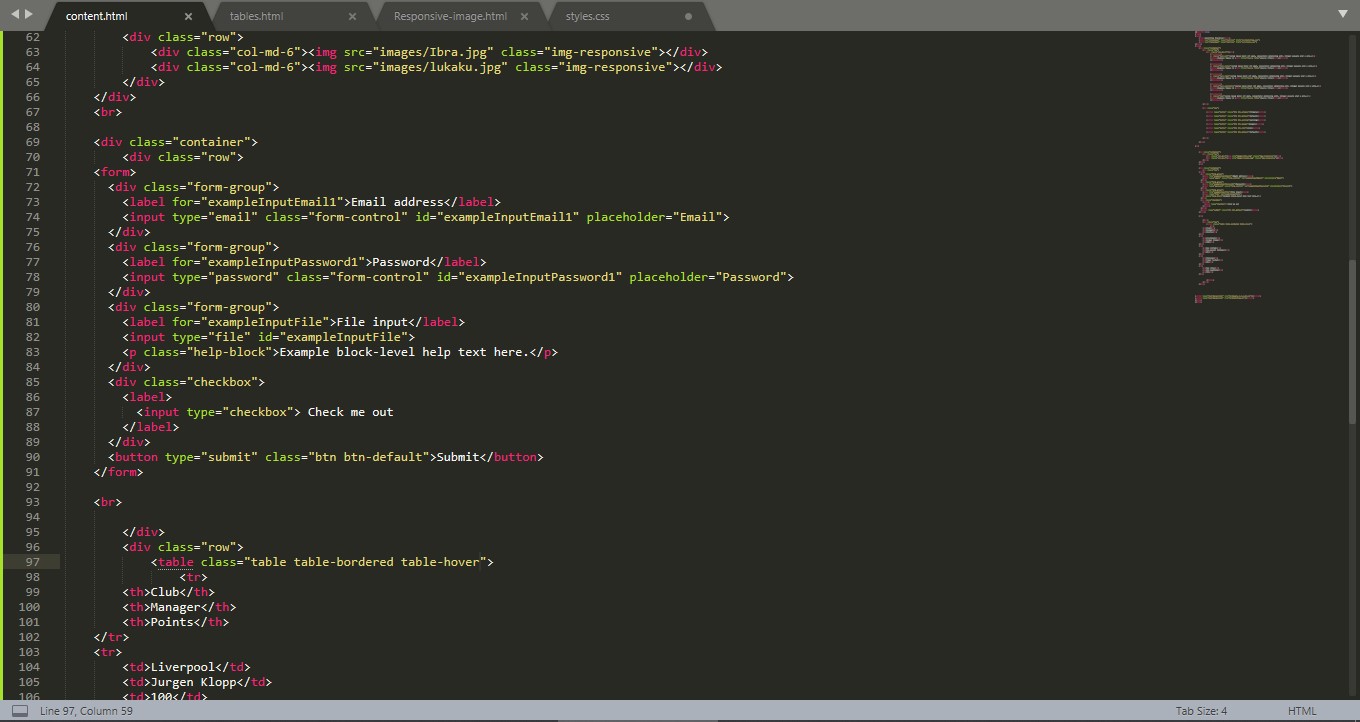 content.html × tables.html × Responsive-image.html × styles.css
62 <div class="row">
63 <div class="col-md-6"><img src="images/Ibra.jpg" class="img-responsive"></div>
64 <div class="col-md-6"><img src="images/lukaku.jpg" class="img-responsive"></div>
65 </div>
66 </div>
67 <br>
68
69 <div class="container">
70 <div class="row">
71 <form>
72 <div class="form-group">
73 <label for="exampleInputEmail1">Email address</label>
74 <input type="email" class="form-control" id="exampleInputEmail1" placeholder="Email">
75 </div>
76 <div class="form-group">
77 <label for="exampleInputPassword1">Password</label>
78 <input type="password" class="form-control" id="exampleInputPassword1" placeholder="Password">
79 </div>
80 <div class="form-group">
81 <label for="exampleInputFile">File input</label>
82 <input type="file" id="exampleInputFile">
83 <p class="help-block">Example block-level help text here.</p>
84 </div>
85 <div class="checkbox">
86 <label>
87 <input type="checkbox"> Check me out
88 </label>
89 </div>
90 <button type="submit" class="btn btn-default">Submit</button>
91 </form>
92
93 <br>
94
95 </div>
96 <div class="row">
97 <table class="table table-bordered table-hover">
98 <tr>
99 <th>Club</th>
100 <th>Manager</th>
101 <th>Points</th>
102 </tr>
103 <tr>
104 <td>Liverpool</td>
105 <td>Jurgen Klopp</td>
106 <td>100</td>
Line 97, Column 59 Tab Size: 4 HTML